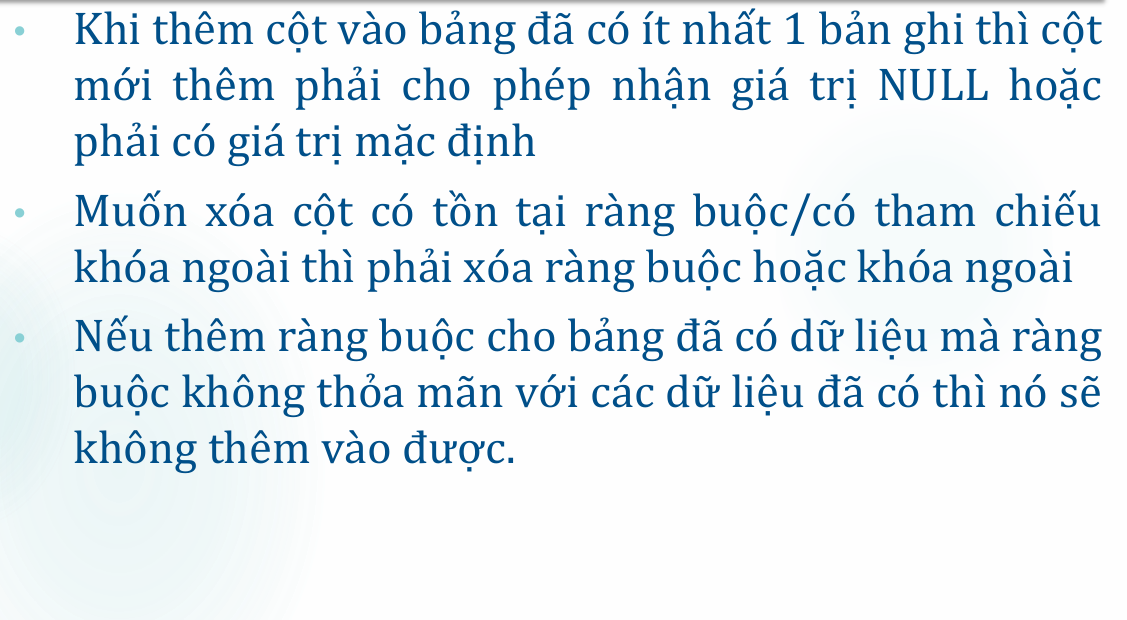 • Khi thêm cột vào bảng đã có ít nhất 1 bản ghi thì cột
mới thêm phải cho phép nhận giá trị NULL hoặc
phải có giá trị mặc định
• Muốn xóa cột có tồn tại ràng buộc/có tham chiếu
khóa ngoài thì phải xóa ràng buộc hoặc khóa ngoài
• Nếu thêm ràng buộc cho bảng đã có dữ liệu mà ràng
buộc không thỏa mãn với các dữ liệu đã có thì nó sẽ
không thêm vào được.